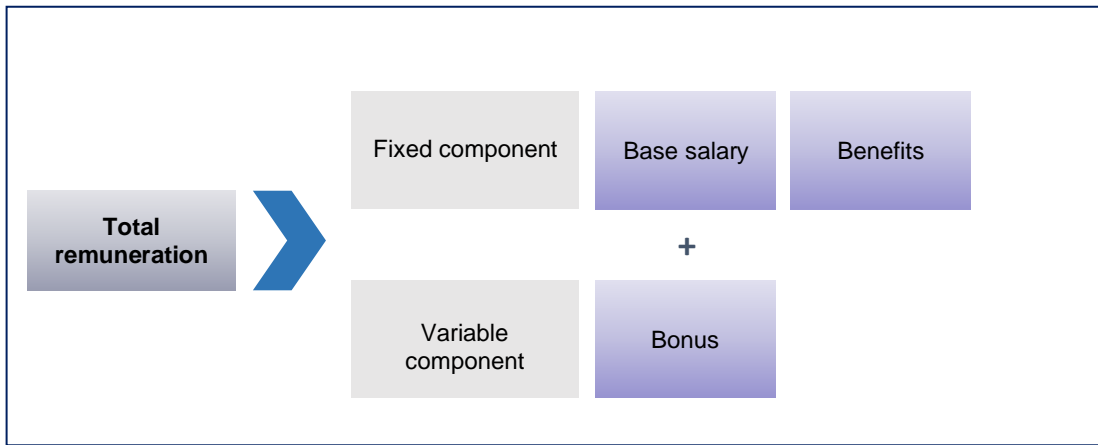 Fixed component
Base salary
Benefits
Total
remuneration
+
Variable
component
Bonus